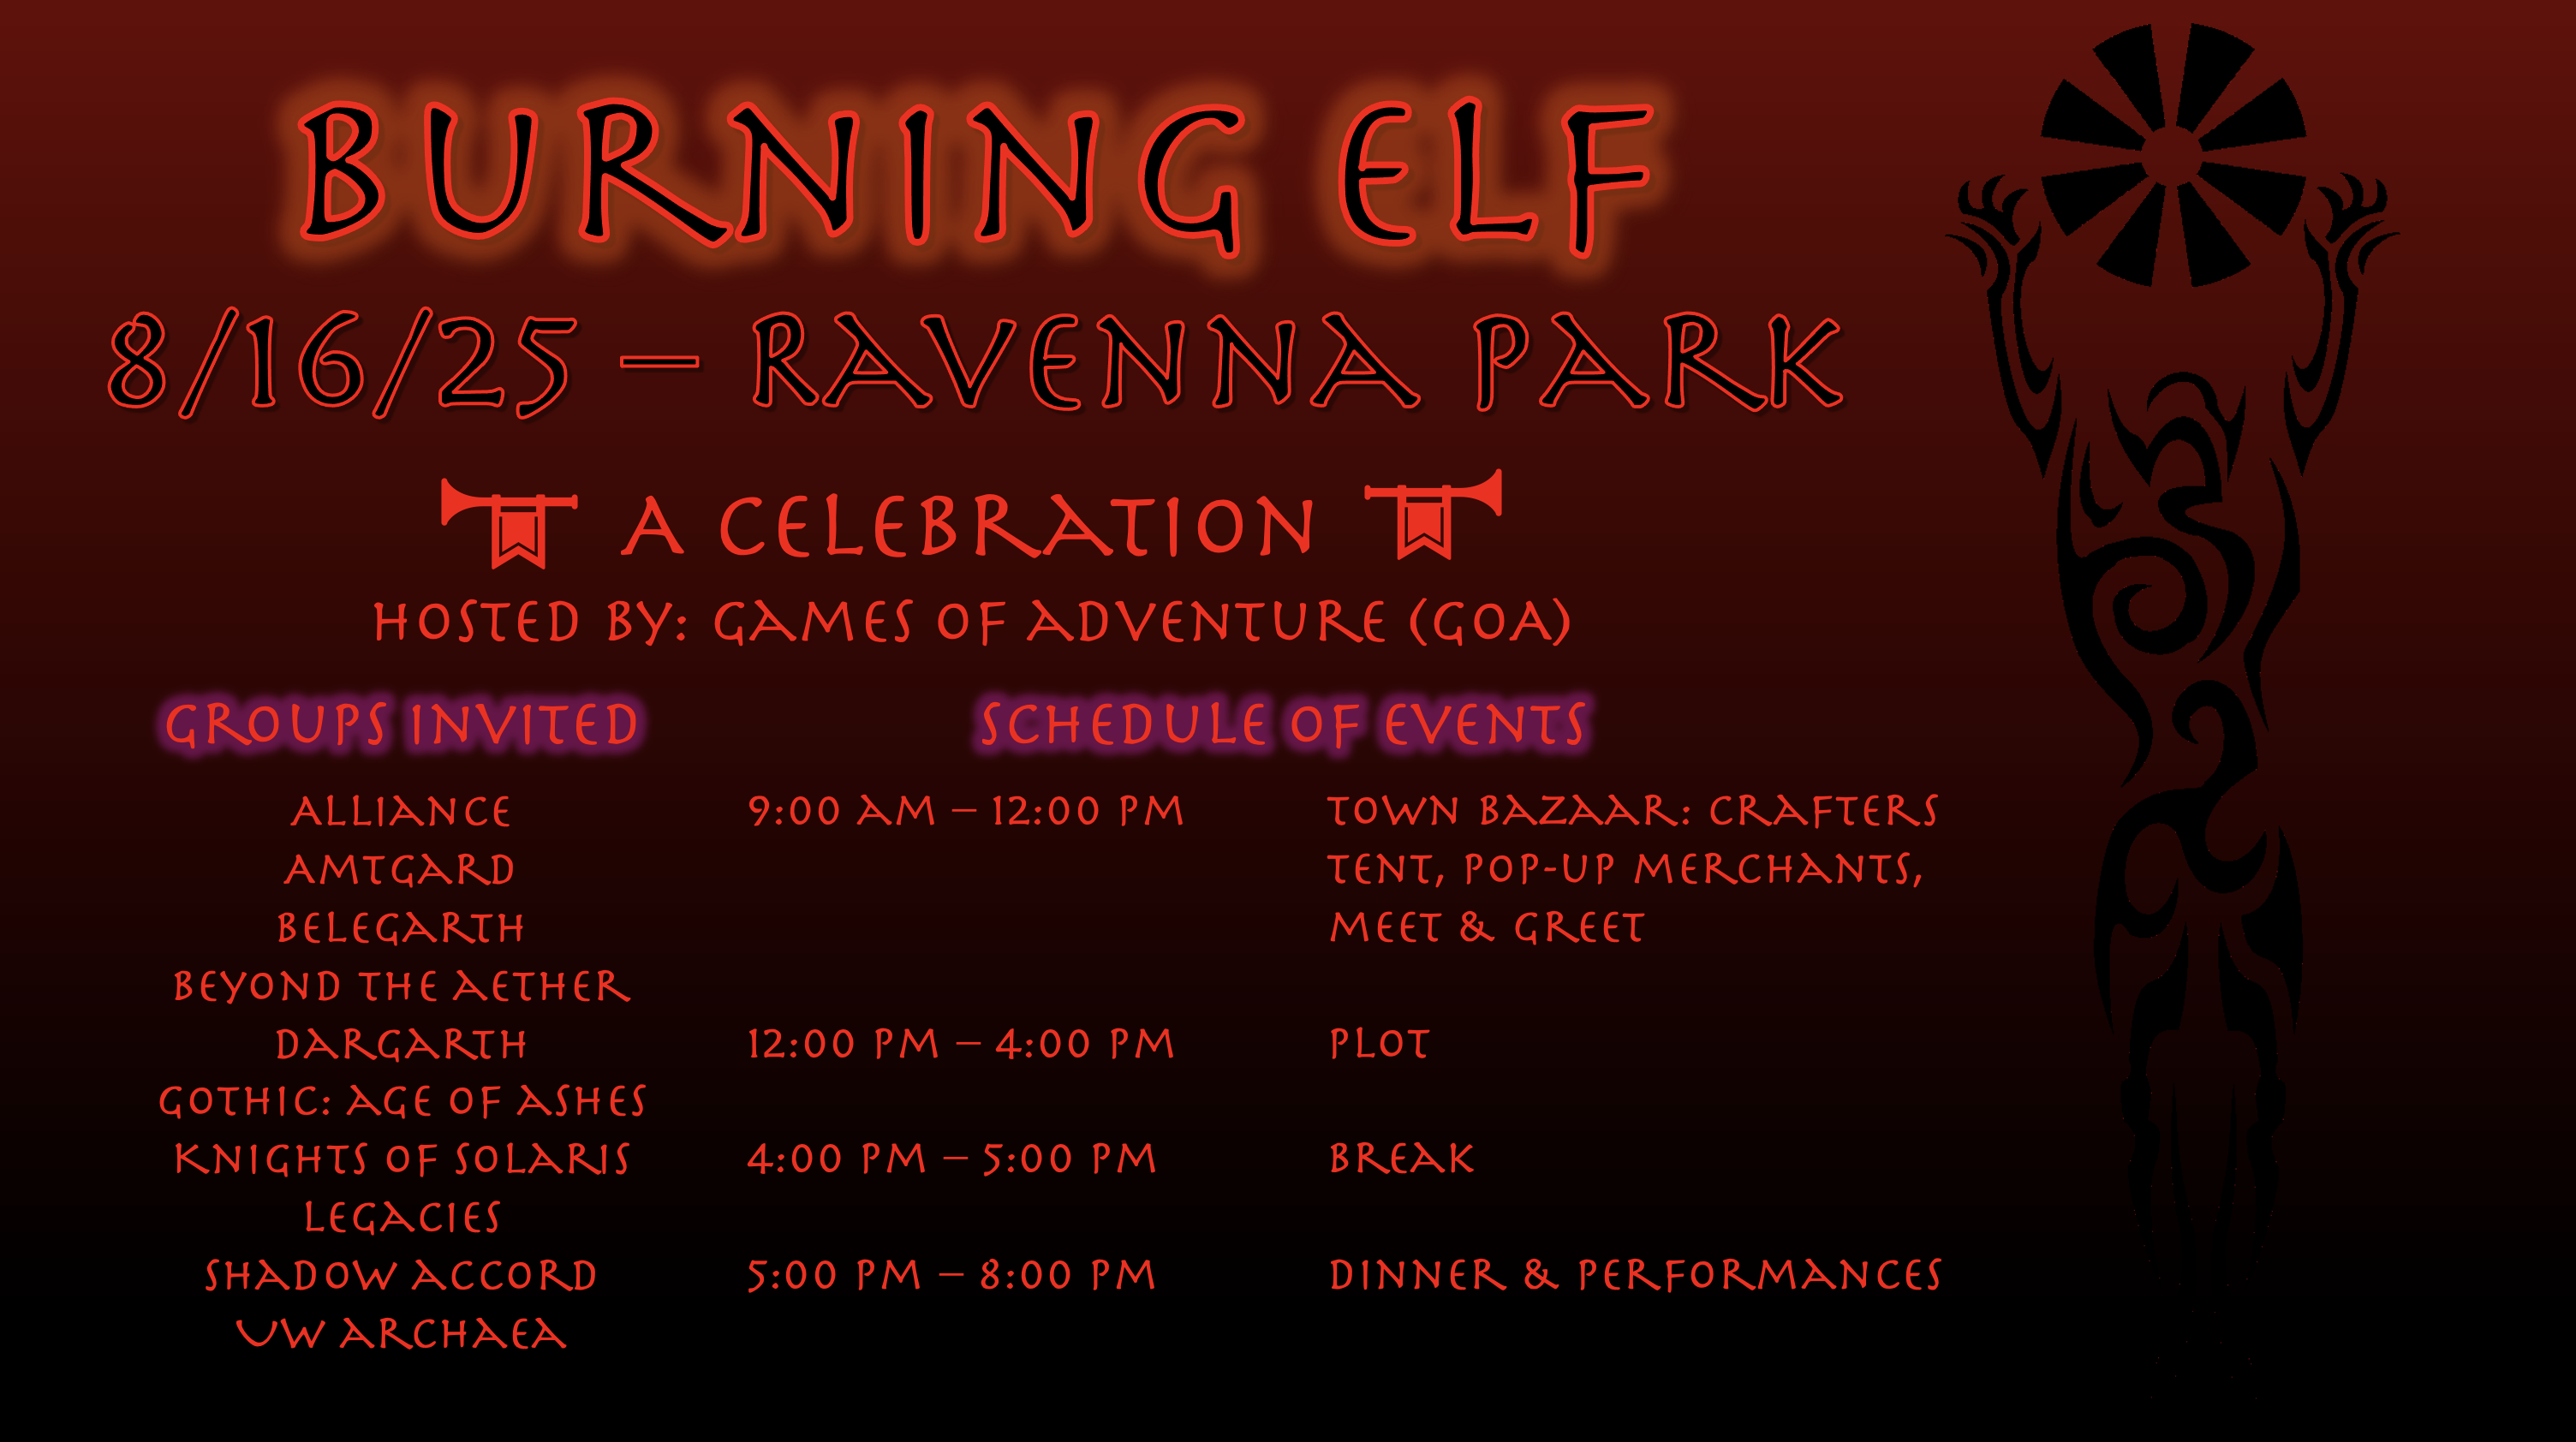 BURNING ELF
8/16/25 – RAVENNA PARK
A CELEBRATION
HOSTED BY: GAMES OF ADVENTURE (GOA)
GROUPS INVITED
ALLIANCE
AMTGARD
BELEGARTH
BEYOND THE AETHER
DARGARTH
GOTHIC: AGE OF ASHES
KNIGHTS OF SOLARIS
LEGACIES
SHADOW ACCORD
UW ARCHAEA
SCHEDULE OF EVENTS
9:00 AM – 12:00 PM
TOWN BAZAAR: CRAFTERS
TENT, POP-UP MERCHANTS,
MEET & GREET
12:00 PM – 4:00 PM
PLOT
4:00 PM – 5:00 PM
BREAK
5:00 PM – 8:00 PM
DINNER & PERFORMANCES